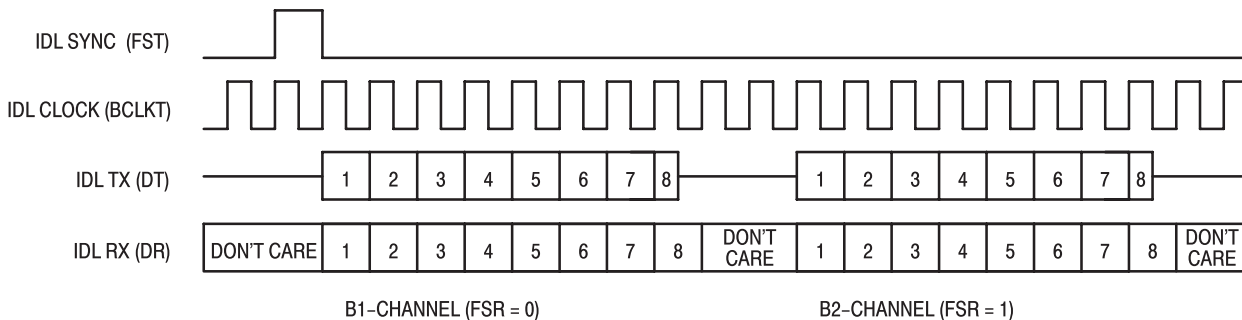 IDL SYNC (FST)
IDL CLOCK (BCLKT)
IDL TX (DT) 1 2 3 4 5 6 7 8 1 2 3 4 5 6 7 8
IDL RX (DR) DON'T CARE 1 2 3 4 5 6 7 8 DON'T CARE 1 2 3 4 5 6 7 8 DON'T CARE
B1–CHANNEL (FSR = 0) B2–CHANNEL (FSR = 1)